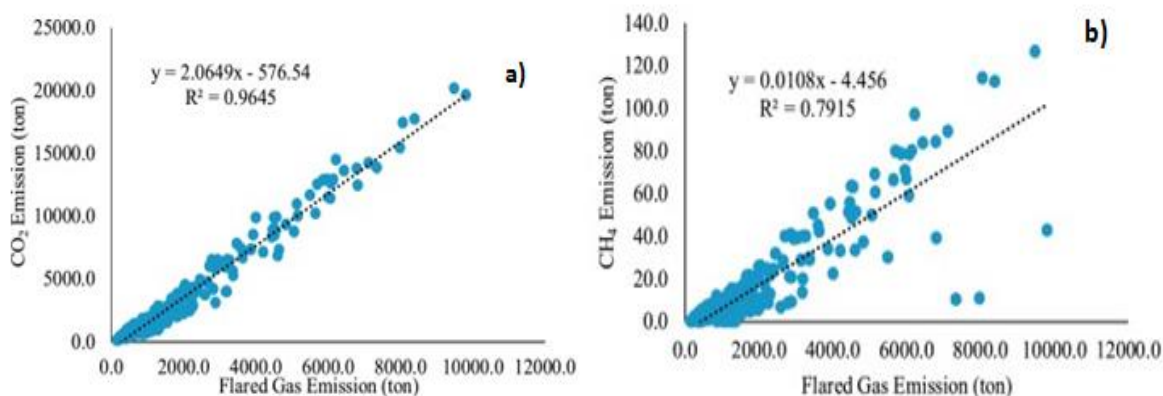 25000.0
20000.0
15000.0
10000.0
5000.0
0.0
CO₂ Emission (ton)
y = 2.0649x - 576.54
R² = 0.9645
a)
0.0 2000.0 4000.0 6000.0 8000.0 10000.0 12000.0
Flared Gas Emission (ton)
140.0
120.0
100.0
80.0
60.0
40.0
20.0
0.0
CH₄ Emission (ton)
y = 0.0108x - 4.456
R² = 0.7915
b)
0.0 2000.0 4000.0 6000.0 8000.0 10000.0 12000.0
Flared Gas Emission (ton)